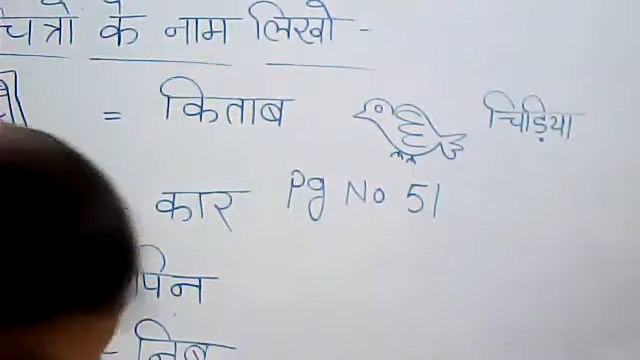 चित्रो के नाम लिखो -
= किताब चिड़िया
कार Pg No 51
पिन
- निब